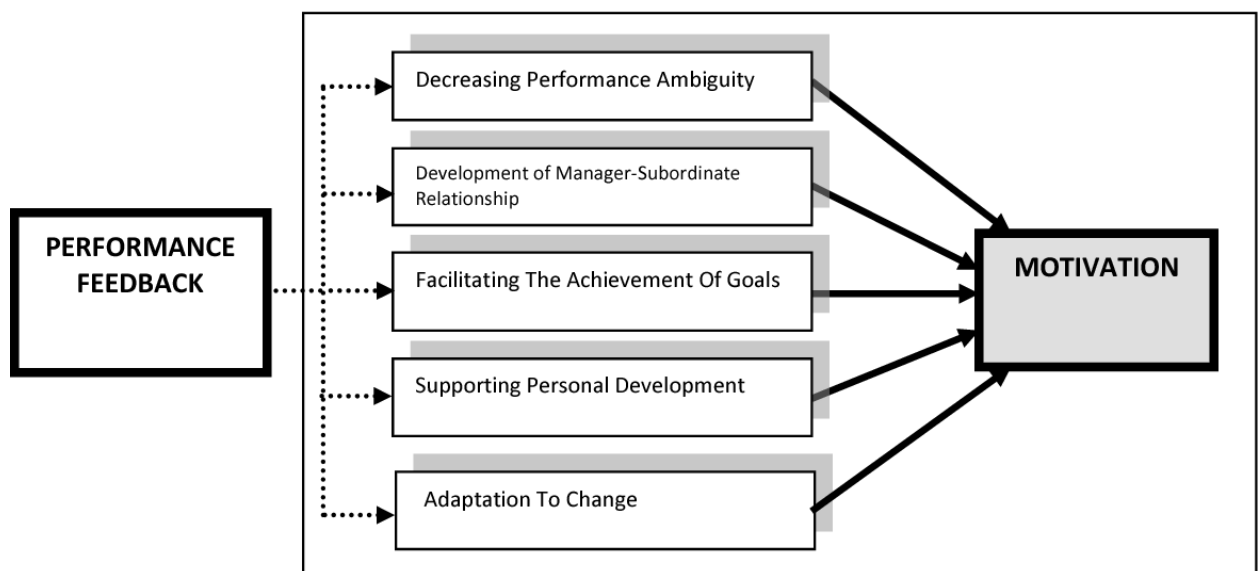 PERFORMANCE
FEEDBACK
Decreasing Performance Ambiguity
Development of Manager-Subordinate
Relationship
Facilitating The Achievement Of Goals
Supporting Personal Development
Adaptation To Change
MOTIVATION